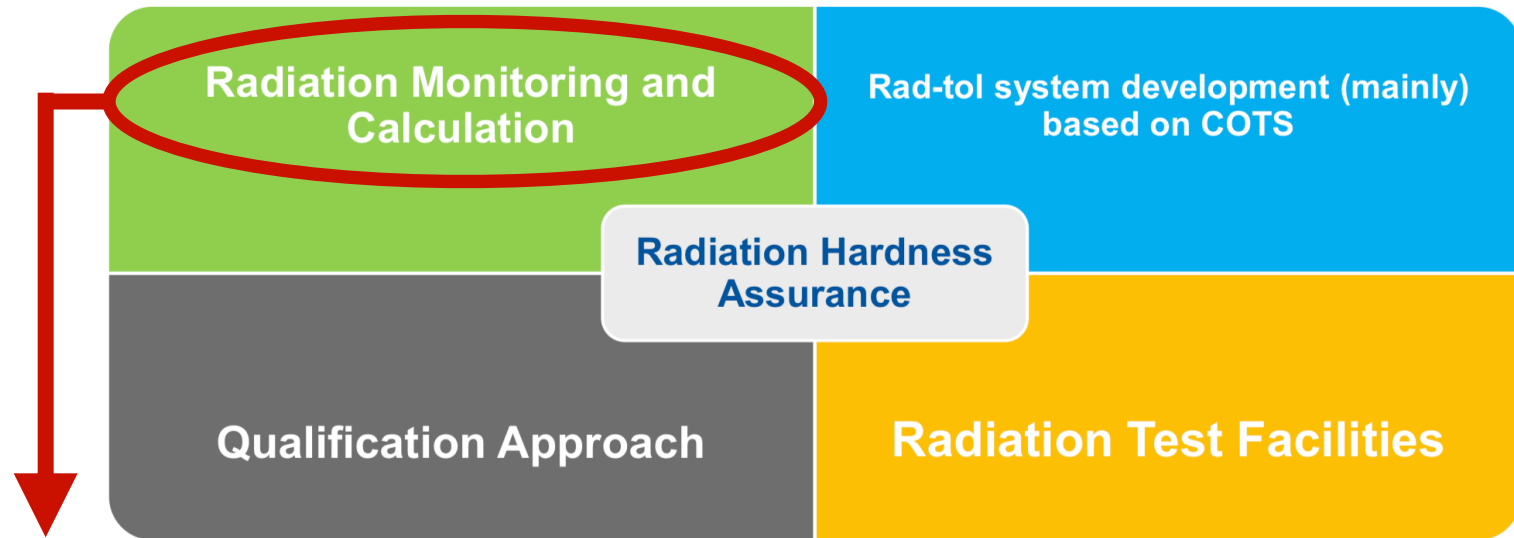 Radiation Monitoring and
Calculation
Rad-tol system development (mainly)
based on COTS
Radiation Hardness
Assurance
Qualification Approach
Radiation Test Facilities